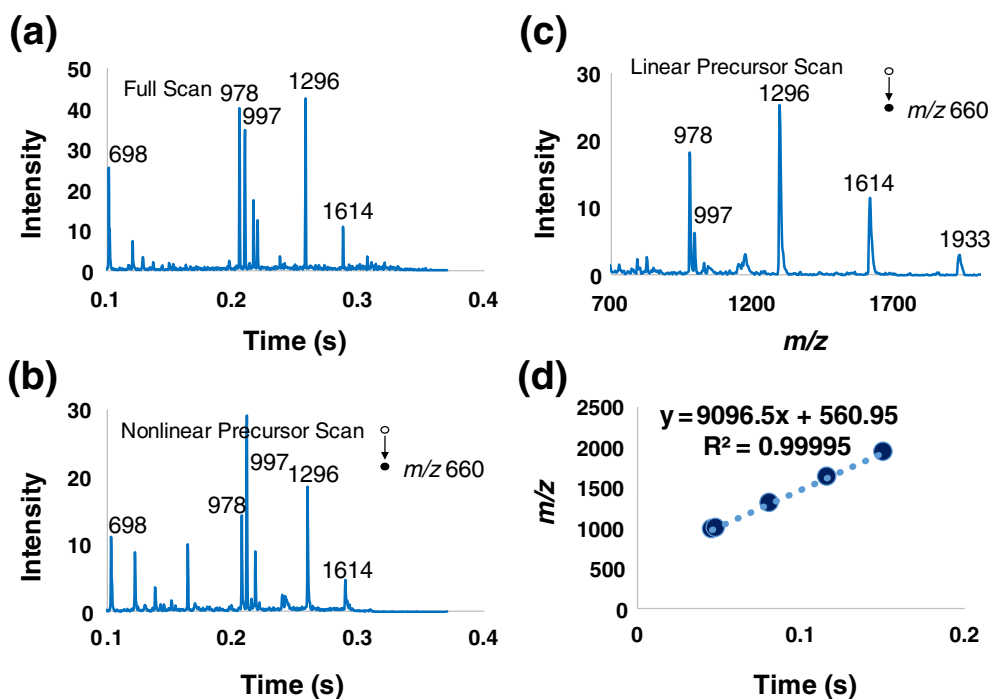 (a)
50
40
30
20
10
0
Intensity
Full Scan
698
978
997
1296
1614
0.1
0.2
0.3
0.4
Time (s)
(b)
30
20
10
0
Intensity
Nonlinear Precursor Scan
m/z 660
698
978
997
1296
1614
0.1
0.2
0.3
0.4
Time (s)
(c)
30
20
10
0
Intensity
Linear Precursor Scan
m/z 660
978
997
1296
1614
1933
700
1200
1700
m/z
(d)
2500
2000
1500
1000
500
0
m/z
y = 9096.5x + 560.95
R² = 0.99995
0
0.1
0.2
Time (s)